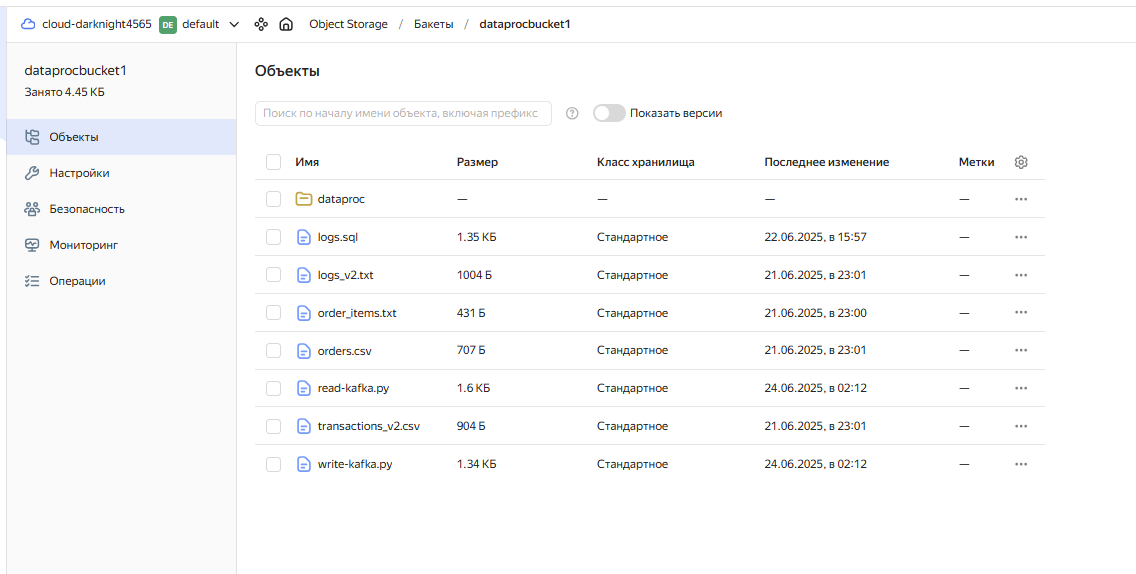 cloud-darknight4565 DE default Object Storage / Бакеты / dataprocbucket1
dataprocbucket1
Занято 4.45 КБ
Объекты
Настройки
Безопасность
Мониторинг
Операции
Объекты
Поиск по началу имени объекта, включая префикс ? Показать версии
Имя Размер Класс хранилища Последнее изменение Метки
dataproc — — — —
logs.sql 1.35 КБ Стандартное 22.06.2025, в 15:57 —
logs_v2.txt 1004 Б Стандартное 21.06.2025, в 23:01 —
order_items.txt 431 Б Стандартное 21.06.2025, в 23:00 —
orders.csv 707 Б Стандартное 21.06.2025, в 23:01 —
read-kafka.py 1.6 КБ Стандартное 24.06.2025, в 02:12 —
transactions_v2.csv 904 Б Стандартное 21.06.2025, в 23:01 —
write-kafka.py 1.34 КБ Стандартное 24.06.2025, в 02:12 —